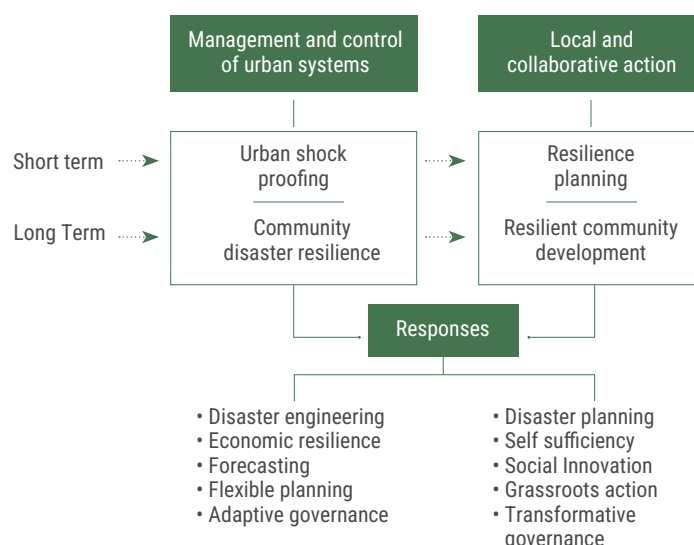 Management and control
of urban systems
Local and
collaborative action
Short term
Urban shock
proofing
Resilience
planning
Long Term
Community
disaster resilience
Resilient community
development
Responses
• Disaster engineering
• Economic resilience
• Forecasting
• Flexible planning
• Adaptive governance
• Disaster planning
• Self sufficiency
• Social Innovation
• Grassroots action
• Transformative
governance